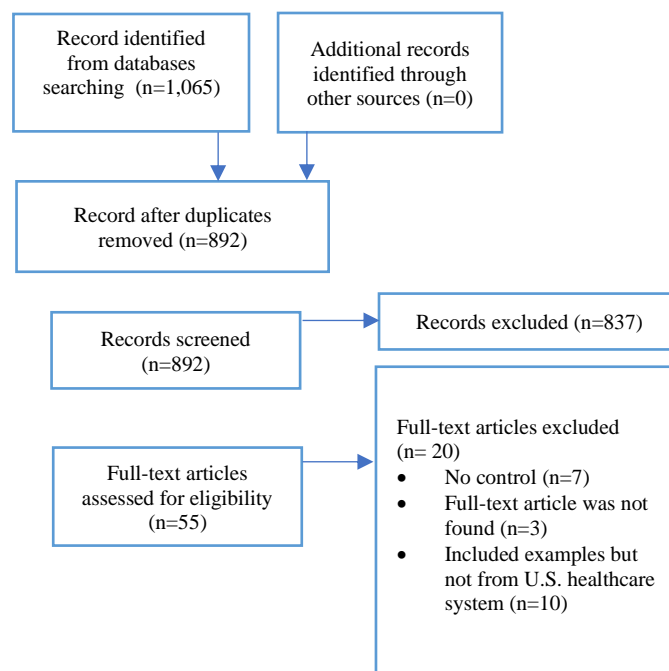 Record identified
from databases
searching  (n=1,065)
Additional records
identified through
other sources (n=0)
Record after duplicates
removed (n=892)
Records screened
(n=892)
Records excluded (n=837)
Full-text articles
assessed for eligibility
(n=55)
Full-text articles excluded
(n= 20)
• No control (n=7)
• Full-text article was not
found (n=3)
• Included examples but
not from U.S. healthcare
system (n=10)